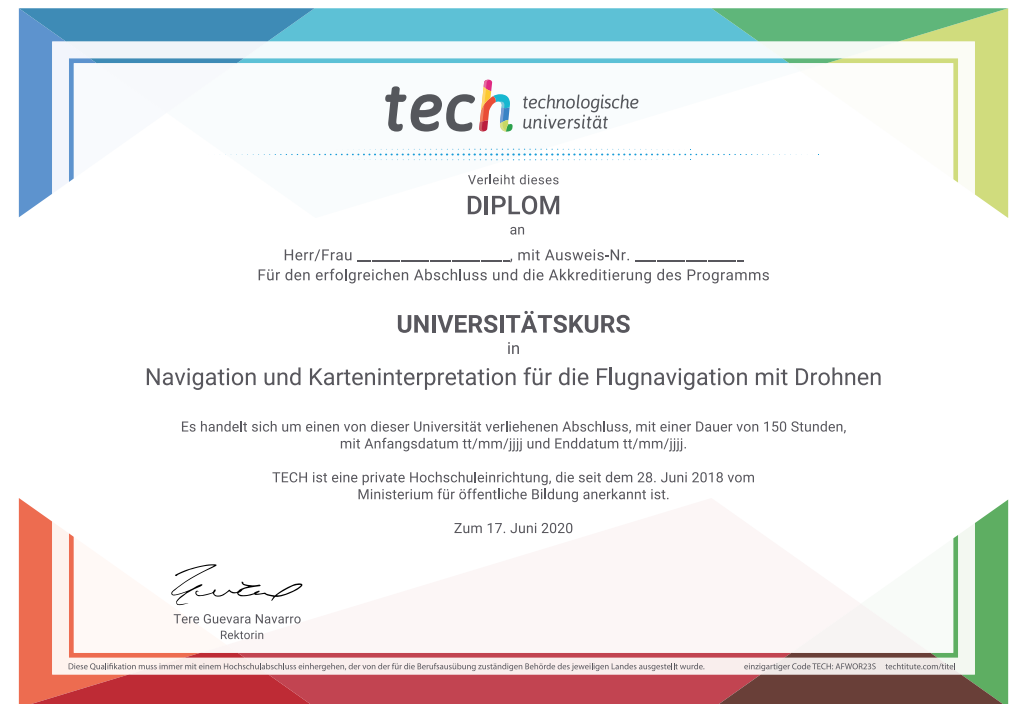 tech technologische
universität
Verleiht dieses
DIPLOM
an
Herr/Frau ____________________, mit Ausweis-Nr. ______________
Für den erfolgreichen Abschluss und die Akkreditierung des Programms
UNIVERSITÄTSKURS
in
Navigation und Karteninterpretation für die Flugnavigation mit Drohnen
Es handelt sich um einen von dieser Universität verliehenen Abschluss, mit einer Dauer von 150 Stunden,
mit Anfangsdatum tt/mm/jjjj und Enddatum tt/mm/jjjj.
TECH ist eine private Hochschuleinrichtung, die seit dem 28. Juni 2018 vom
Ministerium für öffentliche Bildung anerkannt ist.
Zum 17. Juni 2020
Tere Guevara Navarro
Rektorin
Diese Qualifikation muss immer mit einem Hochschulabschluss einhergehen, der von der für die Berufsausübung zuständigen Behörde des jeweiligen Landes ausgestellt wurde. einzigartiger Code TECH: AFWOR23S techtitute.com/titel